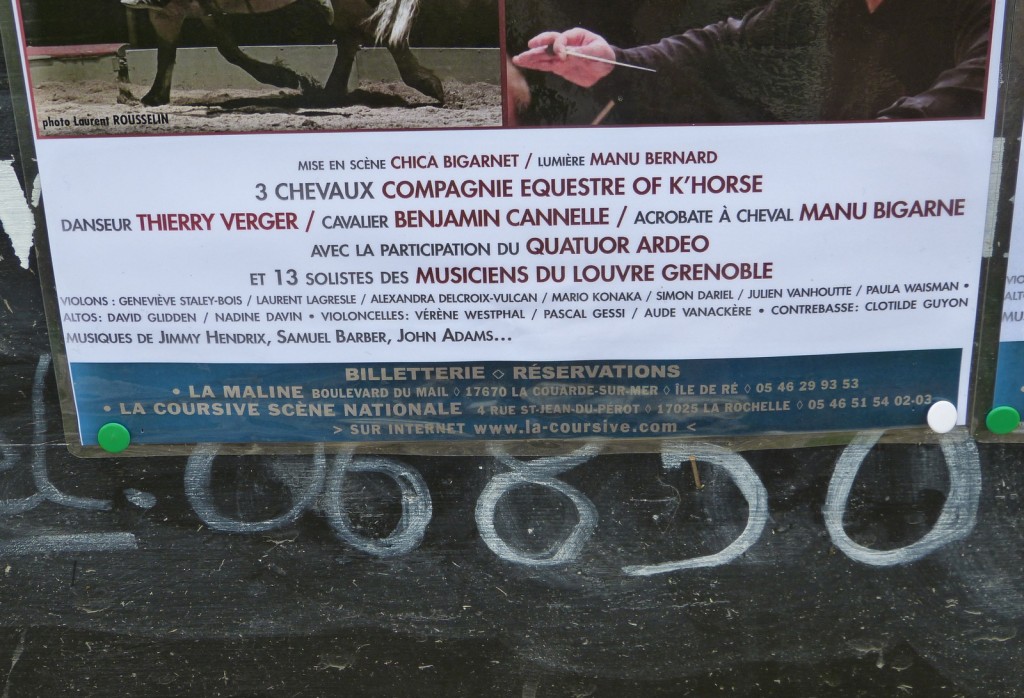 photo Laurent ROUSSELIN
MISE EN SCÈNE CHICA BIGARNET / LUMIÈRE MANU BERNARD
3 CHEVAUX COMPAGNIE EQUESTRE OF K'HORSE
DANSEUR THIERRY VERGER / CAVALIER BENJAMIN CANNELLE / ACROBATE À CHEVAL MANU BIGARNE
AVEC LA PARTICIPATION DU QUATUOR ARDEO
ET 13 SOLISTES DES MUSICIENS DU LOUVRE GRENOBLE
VIOLONS : GENEVIÈVE STALEY-BOIS / LAURENT LAGRESLE / ALEXANDRA DELCROIX-VULCAN / MARIO KONAKA / SIMON DARIEL / JULIEN VANHOUTTE / PAULA WAISMAN •
ALTOS : DAVID GLIDDEN / NADINE DAVIN • VIOLONCELLES : VÉRÈNE WESTPHAL / PASCAL GESSI / AUDE VANACKÈRE • CONTREBASSE : CLOTILDE GUYON
MUSIQUES DE JIMMY HENDRIX, SAMUEL BARBER, JOHN ADAMS...
BILLETTERIE ◊ RÉSERVATIONS
• LA MALINE BOULEVARD DU MAIL ◊ 17670 LA COUARDE-SUR-MER ◊ ÎLE DE RÉ ◊ 05 46 29 93 53
• LA COURSIVE SCÈNE NATIONALE 4 RUE ST-JEAN-DU-PÉROT ◊ 17025 LA ROCHELLE ◊ 05 46 51 54 02-03
> SUR INTERNET www.la-coursive.com <
06 85 0